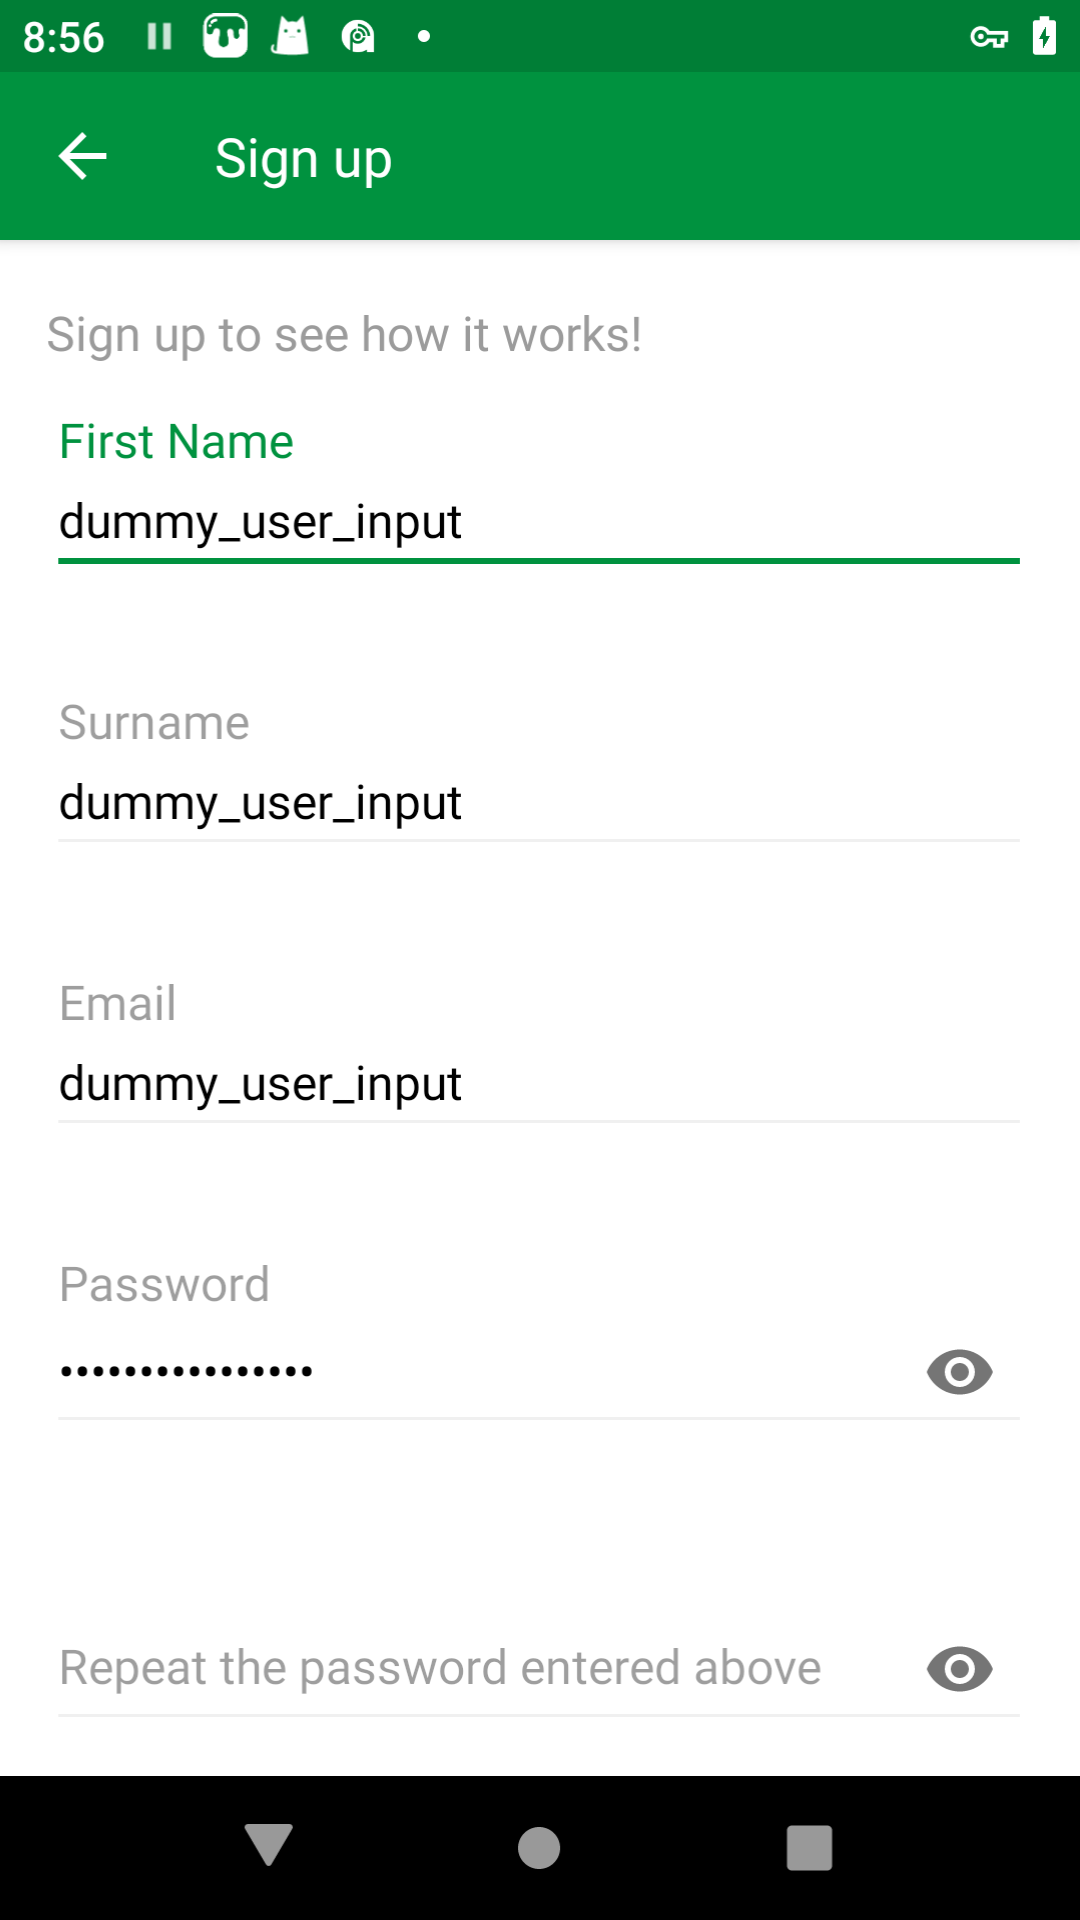 8:56
Sign up
Sign up to see how it works!
First Name
dummy_user_input
Surname
dummy_user_input
Email
dummy_user_input
Password
••••••••••••••••
Repeat the password entered above